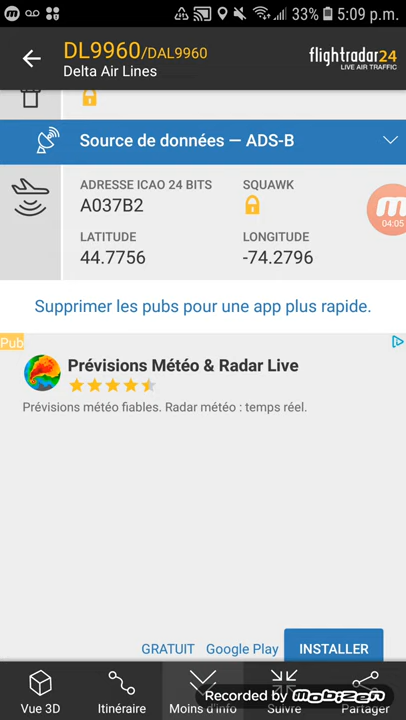 33% 5:09 p.m.
DL9960/DAL9960
Delta Air Lines
flightradar24
LIVE AIR TRAFFIC
Source de données — ADS-B
ADRESSE ICAO 24 BITS SQUAWK
A037B2
04:05
LATITUDE LONGITUDE
44.7756 -74.2796
Supprimer les pubs pour une app plus rapide.
Pub
Prévisions Météo & Radar Live
Prévisions météo fiables. Radar météo : temps réel.
GRATUIT Google Play INSTALLER
Recorded by mobizen
Vue 3D Itinéraire Moins d'info Suivre Partager